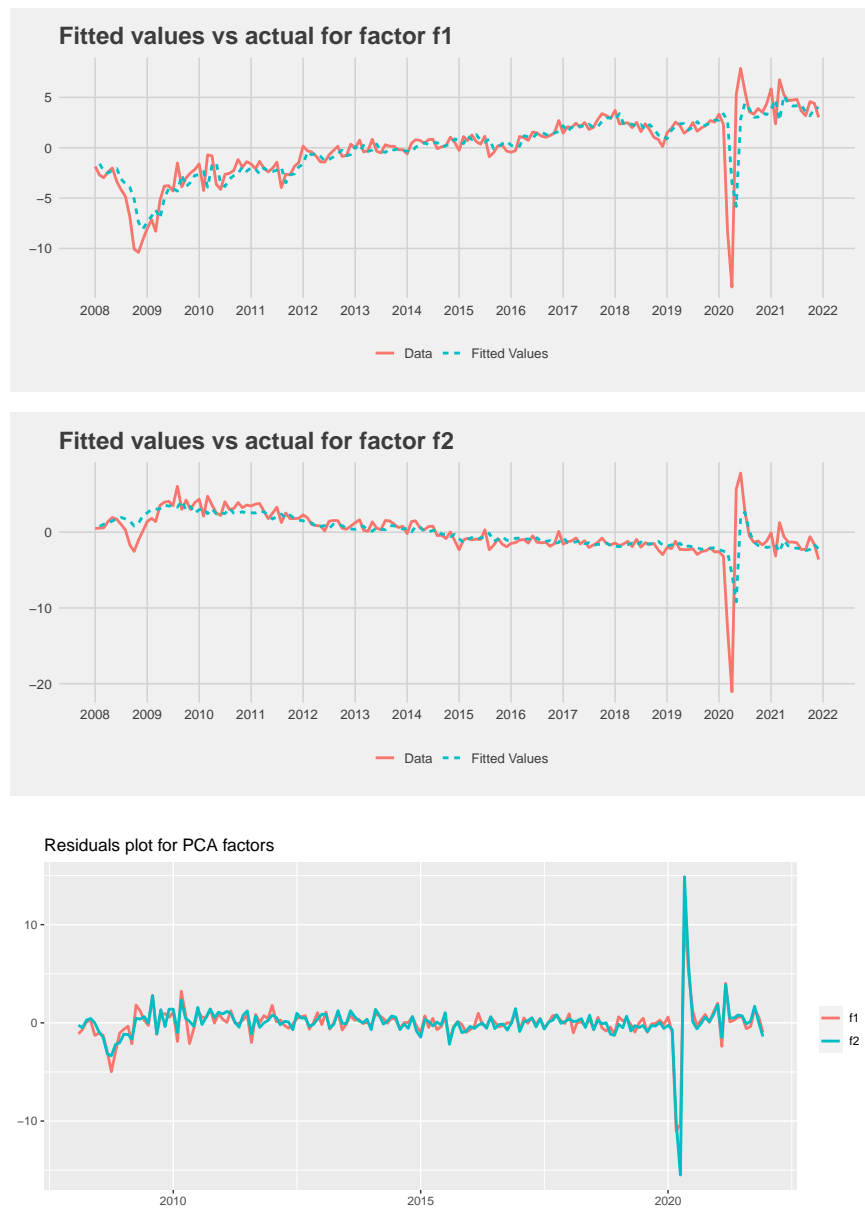 Fitted values vs actual for factor f1
5
0
−5
−10
2008 2009 2010 2011 2012 2013 2014 2015 2016 2017 2018 2019 2020 2021 2022
Data Fitted Values
Fitted values vs actual for factor f2
0
−10
−20
2008 2009 2010 2011 2012 2013 2014 2015 2016 2017 2018 2019 2020 2021 2022
Data Fitted Values
Residuals plot for PCA factors
10
0
−10
f1
f2
2010 2015 2020